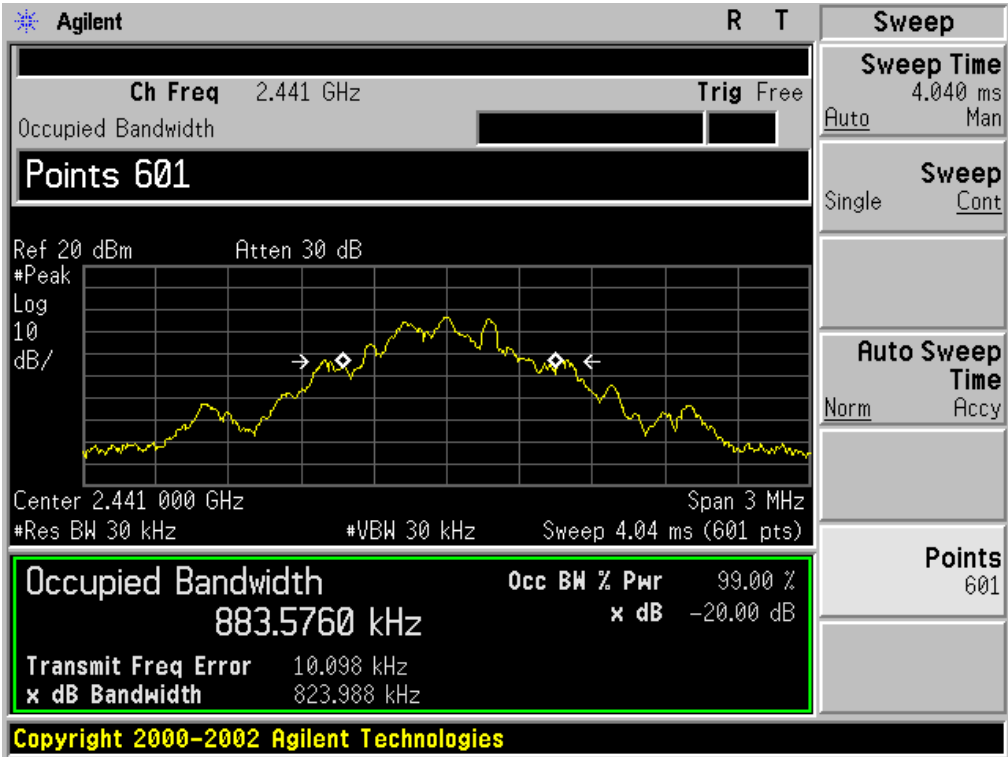 Agilent R T
Ch Freq 2.441 GHz Trig Free
Occupied Bandwidth
Points 601
Ref 20 dBm Atten 30 dB
#Peak
Log
10
dB/
Center 2.441 000 GHz Span 3 MHz
#Res BW 30 kHz #VBW 30 kHz Sweep 4.04 ms (601 pts)
Occupied Bandwidth Occ BW % Pwr 99.00 %
883.5760 kHz x dB -20.00 dB
Transmit Freq Error 10.098 kHz
x dB Bandwidth 823.988 kHz
Copyright 2000-2002 Agilent Technologies
Sweep
Sweep Time
4.040 ms
Auto Man
Sweep
Single Cont
Auto Sweep
Time
Norm Accy
Points
601